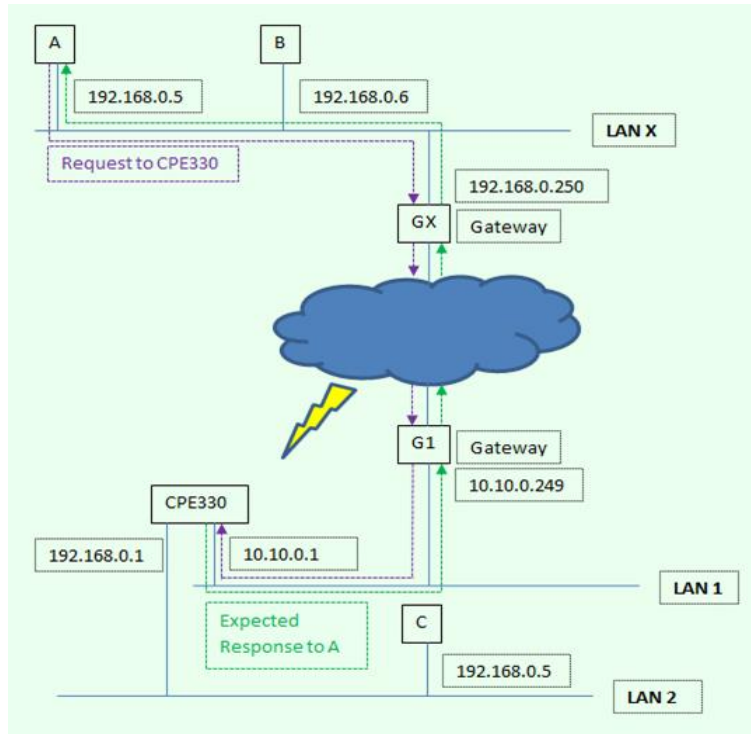 A
B
192.168.0.5
192.168.0.6
LAN X
Request to CPE330
192.168.0.250
GX
Gateway
G1
Gateway
10.10.0.249
CPE330
192.168.0.1
10.10.0.1
LAN 1
Expected
Response to A
C
192.168.0.5
LAN 2